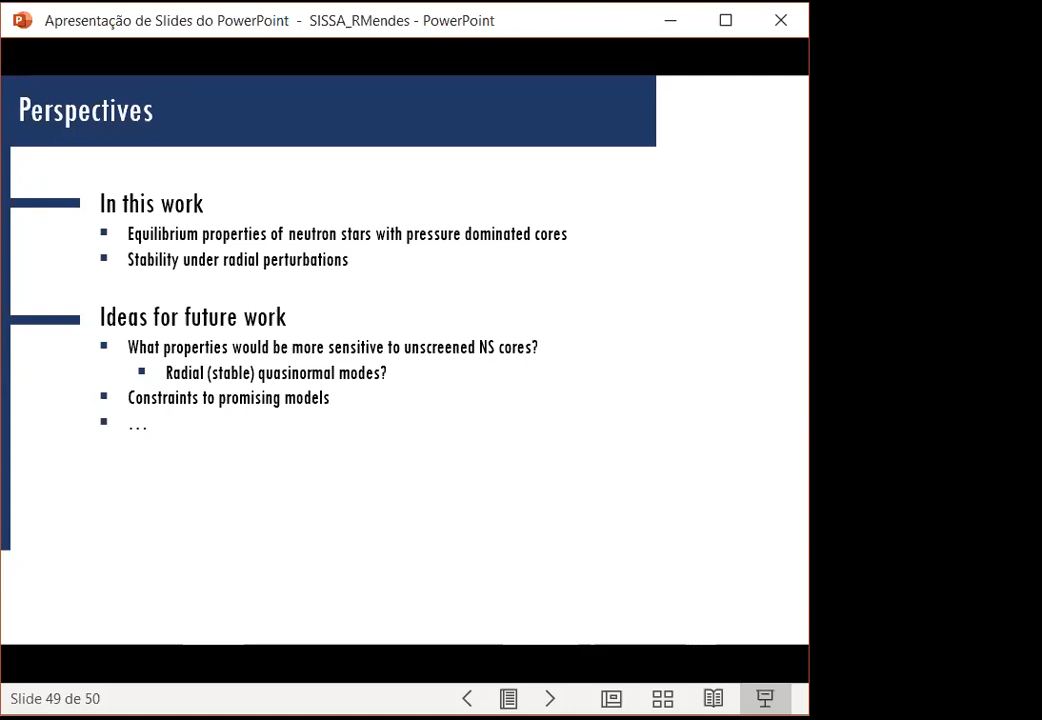 Apresentação de Slides do PowerPoint - SISSA_RMendes - PowerPoint
Perspectives
In this work
Equilibrium properties of neutron stars with pressure dominated cores
Stability under radial perturbations
Ideas for future work
What properties would be more sensitive to unscreened NS cores?
Radial (stable) quasinormal modes?
Constraints to promising models
...
Slide 49 de 50